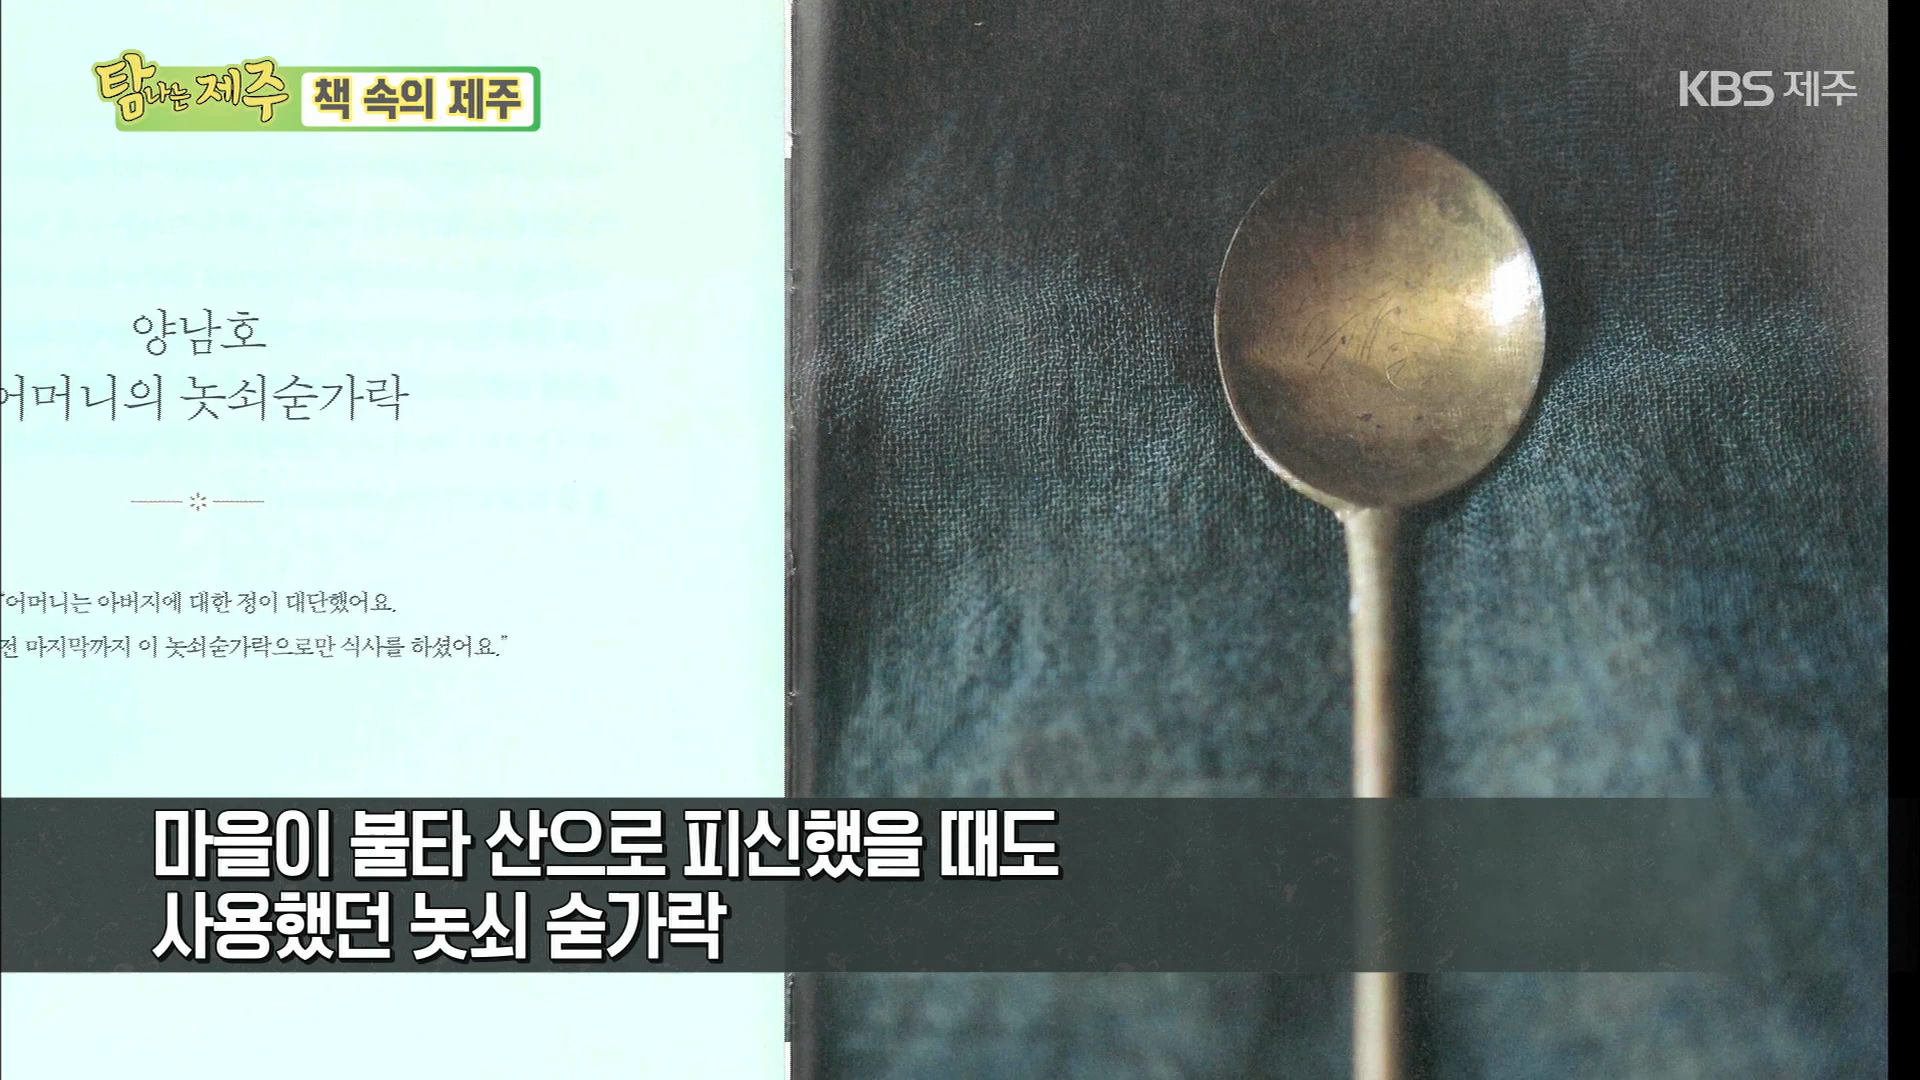 탐나는 제주 책 속의 제주
KBS 제주
양남호
어머니의 놋쇠숟가락
"어머니는 아버지에 대한 정이 대단했어요.
전 마지막까지 이 놋쇠숟가락으로만 식사를 하셨어요."
마을이 불타 산으로 피신했을 때도
사용했던 놋쇠 숟가락